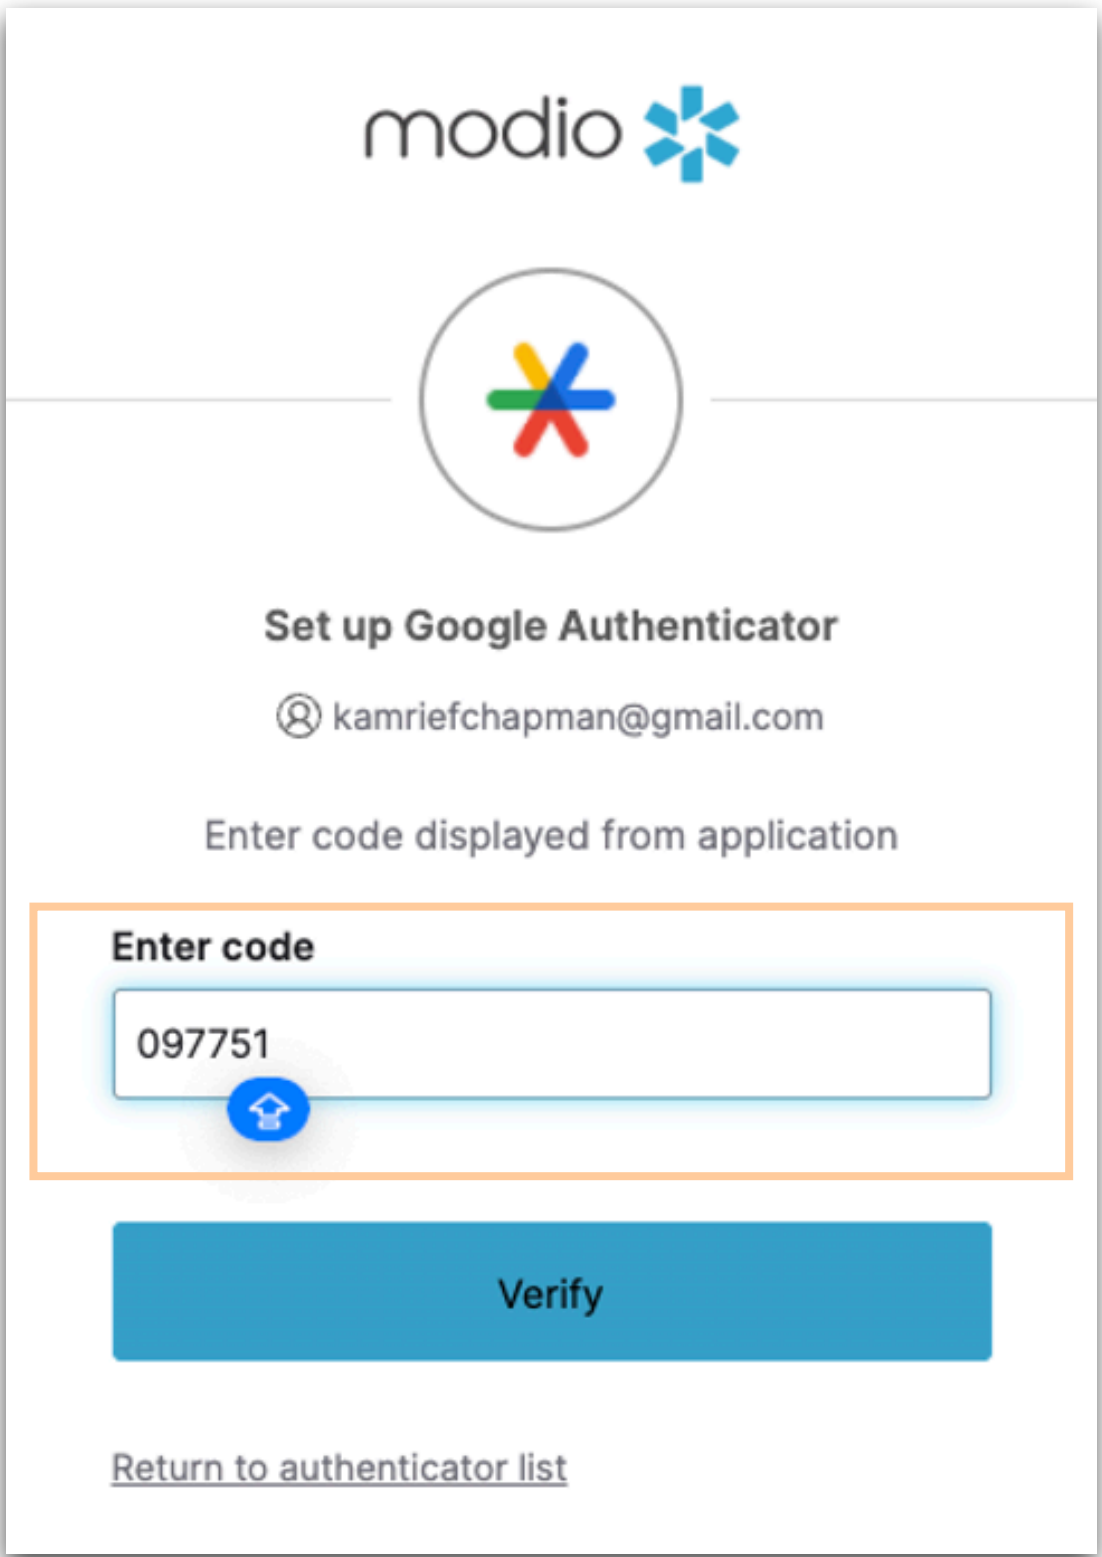 modio
Set up Google Authenticator
kamriefchapman@gmail.com
Enter code displayed from application
Enter code
097751
Verify
Return to authenticator list